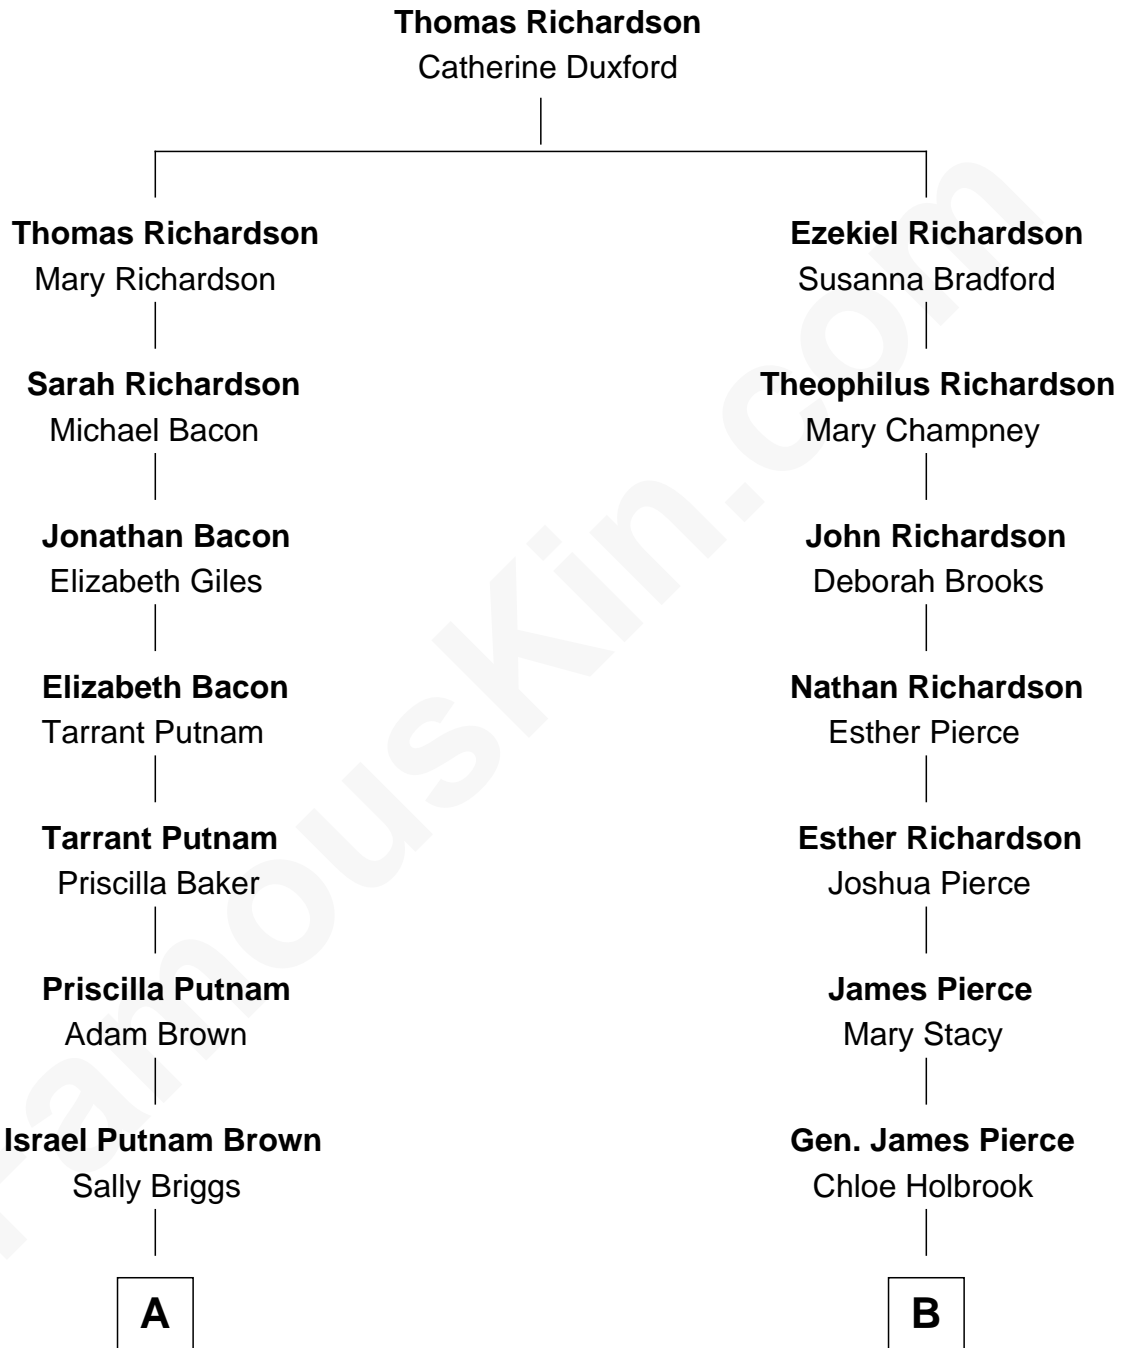 Thomas Richardson
Catherine Duxford
Thomas Richardson
Mary Richardson
Sarah Richardson
Michael Bacon
Jonathan Bacon
Elizabeth Giles
Elizabeth Bacon
Tarrant Putnam
Tarrant Putnam
Priscilla Baker
Priscilla Putnam
Adam Brown
Israel Putnam Brown
Sally Briggs
A
Ezekiel Richardson
Susanna Bradford
Theophilus Richardson
Mary Champney
John Richardson
Deborah Brooks
Nathan Richardson
Esther Pierce
Esther Richardson
Joshua Pierce
James Pierce
Mary Stacy
Gen. James Pierce
Chloe Holbrook
B
FamousKin.com